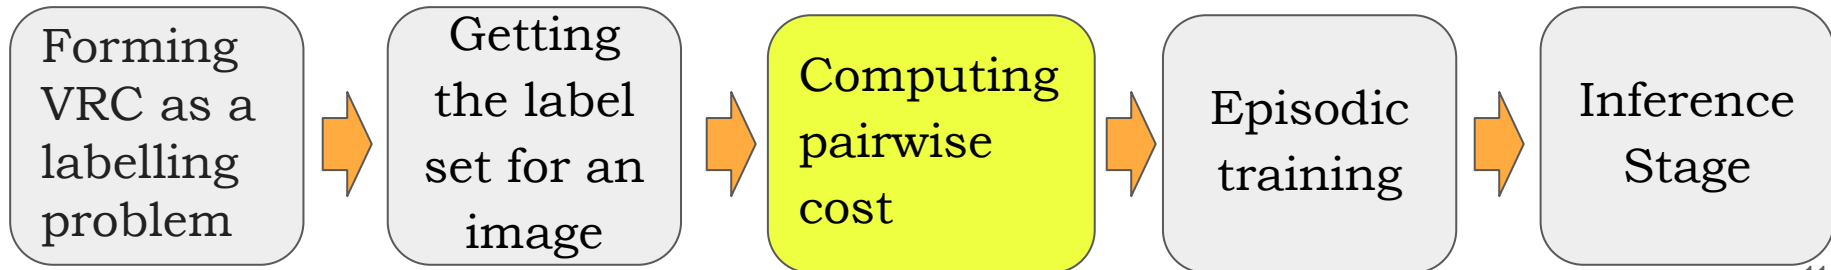 Forming
VRC as a
labelling
problem
Getting
the label
set for an
image
Computing
pairwise
cost
Episodic
training
Inference
Stage